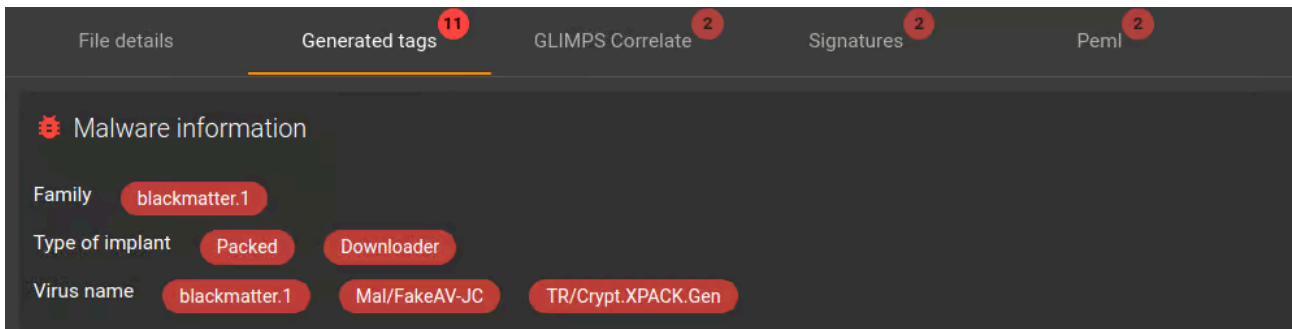 File details Generated tags 11 GLIMPS Correlate 2 Signatures 2 Peml 2
Malware information
Family blackmatter.1
Type of implant Packed Downloader
Virus name blackmatter.1 Mal/FakeAV-JC TR/Crypt.XPACK.Gen